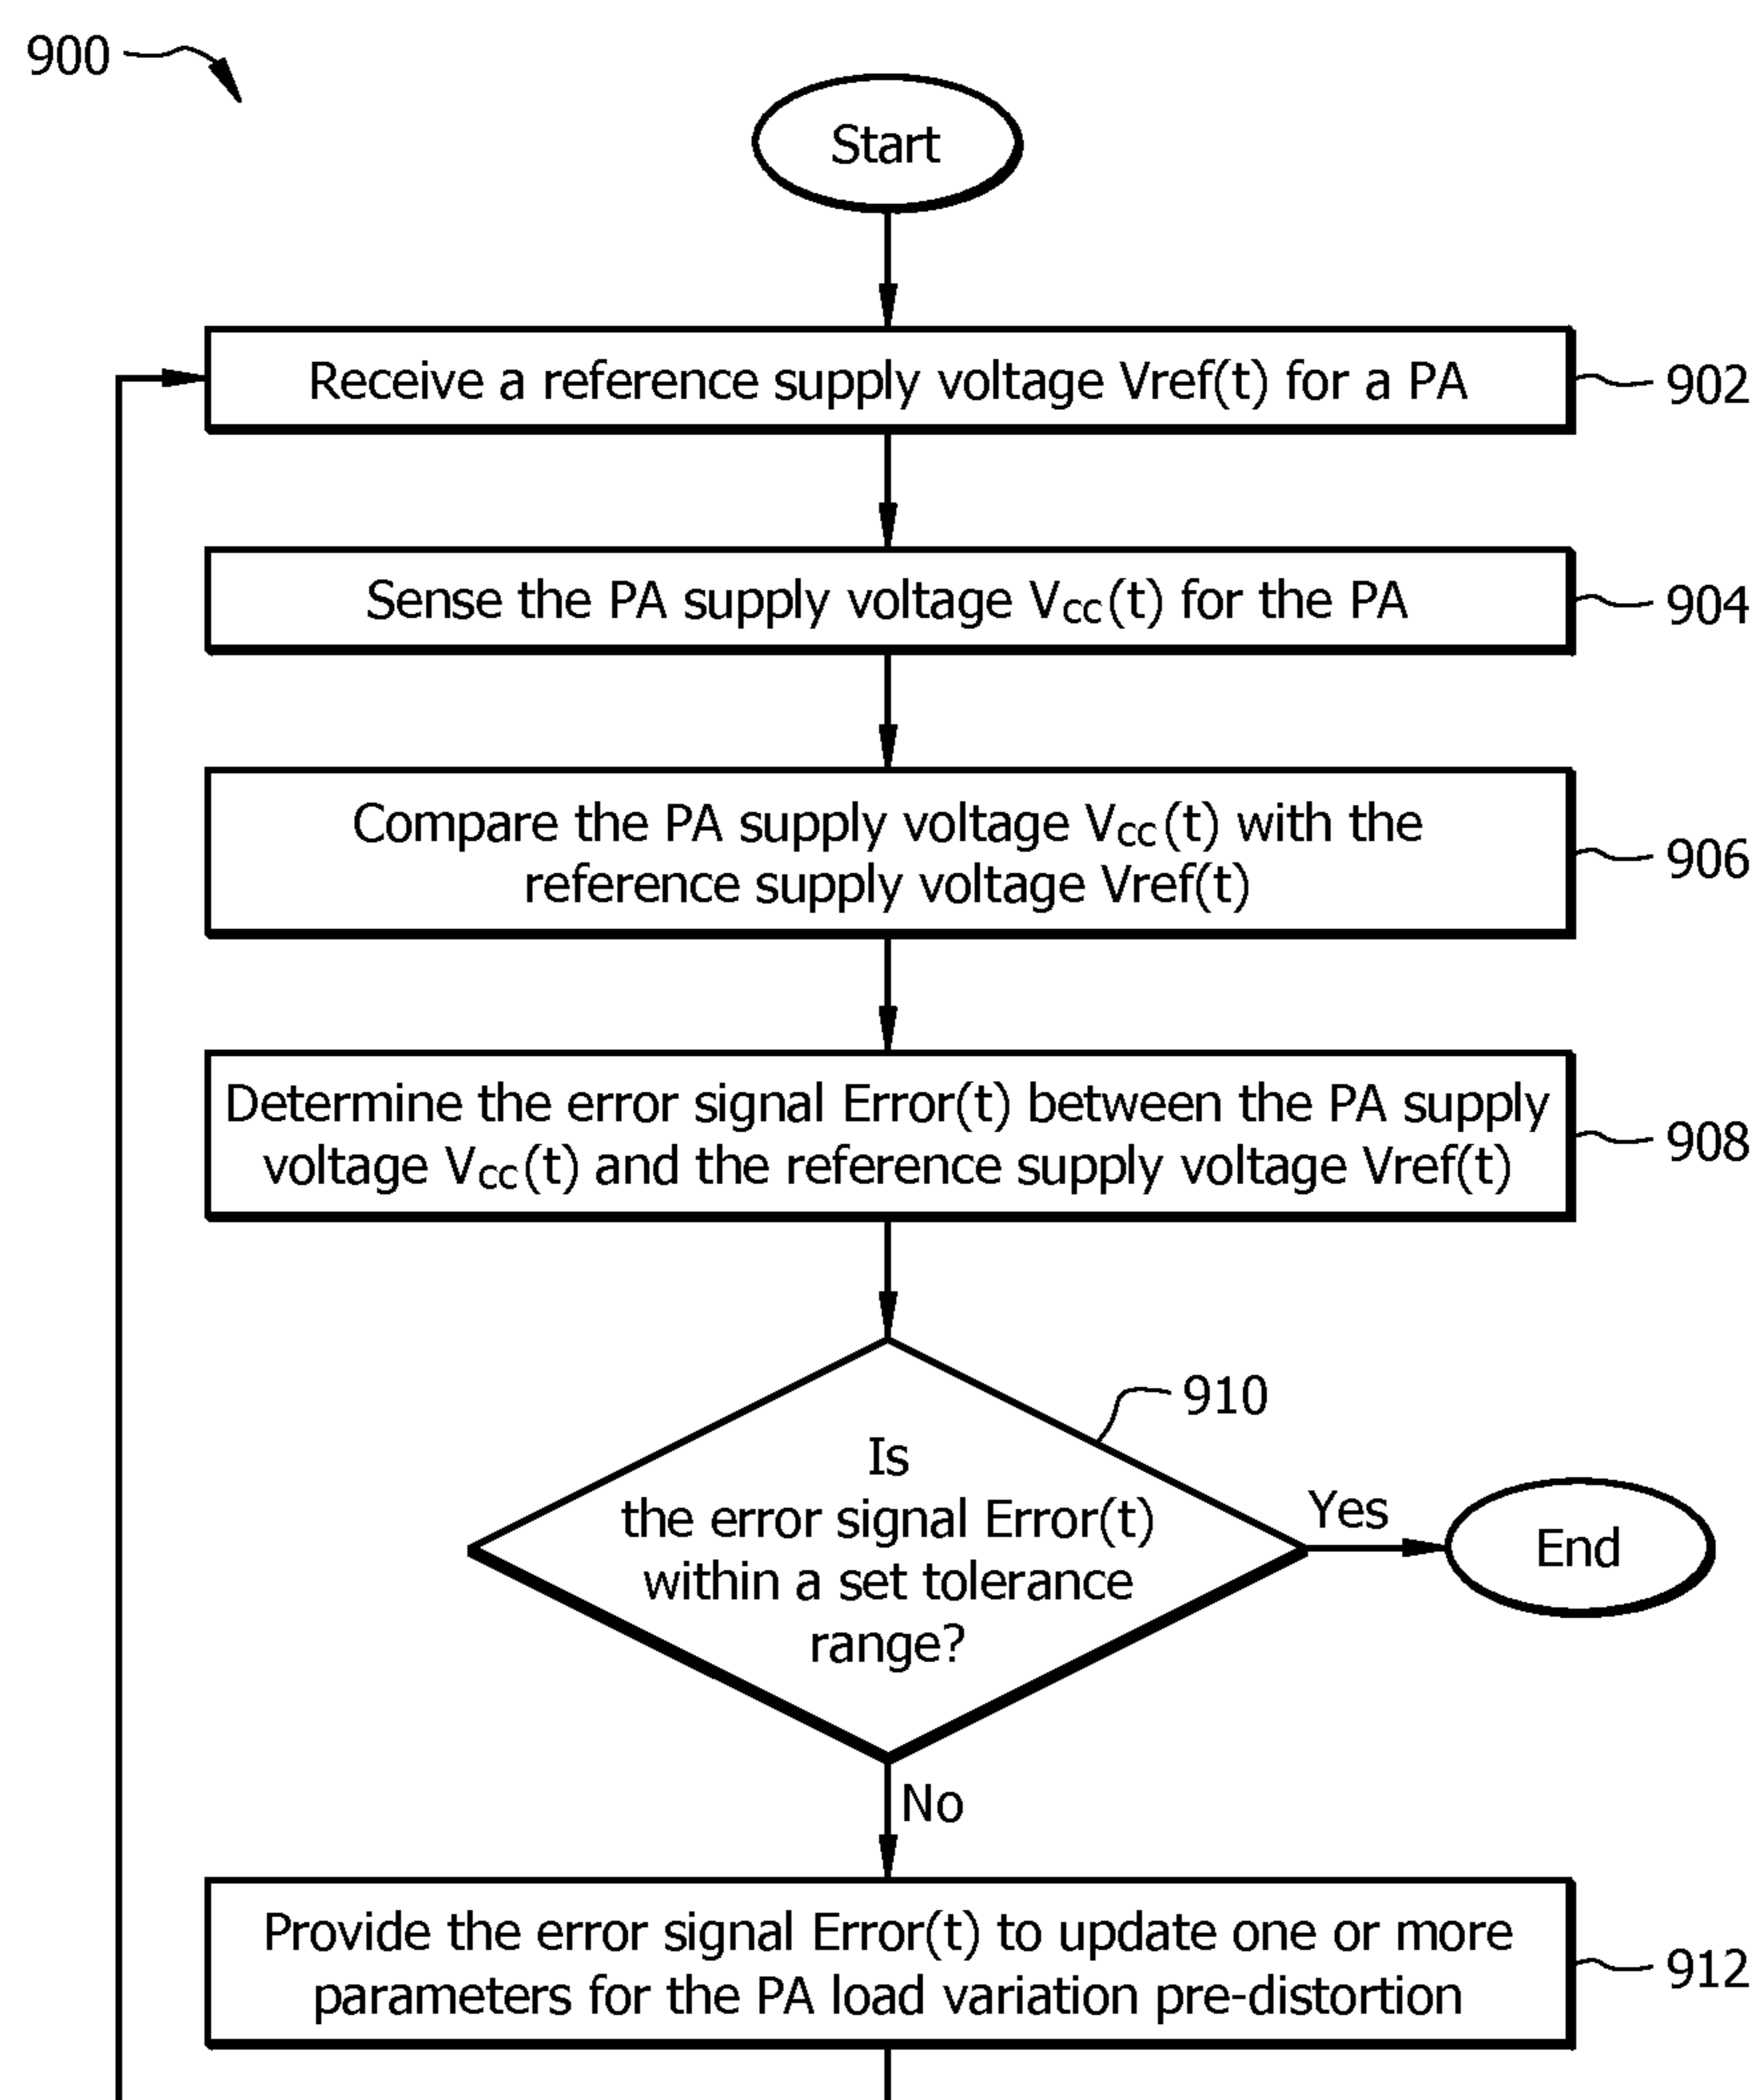 900
Start
Receive a reference supply voltage Vref(t) for a PA
902
Sense the PA supply voltage Vcc(t) for the PA
904
Compare the PA supply voltage Vcc(t) with the
reference supply voltage Vref(t)
906
Determine the error signal Error(t) between the PA supply
voltage Vcc(t) and the reference supply voltage Vref(t)
908
910
Is
the error signal Error(t)
within a set tolerance
range?
Yes
End
No
Provide the error signal Error(t) to update one or more
parameters for the PA load variation pre-distortion
912